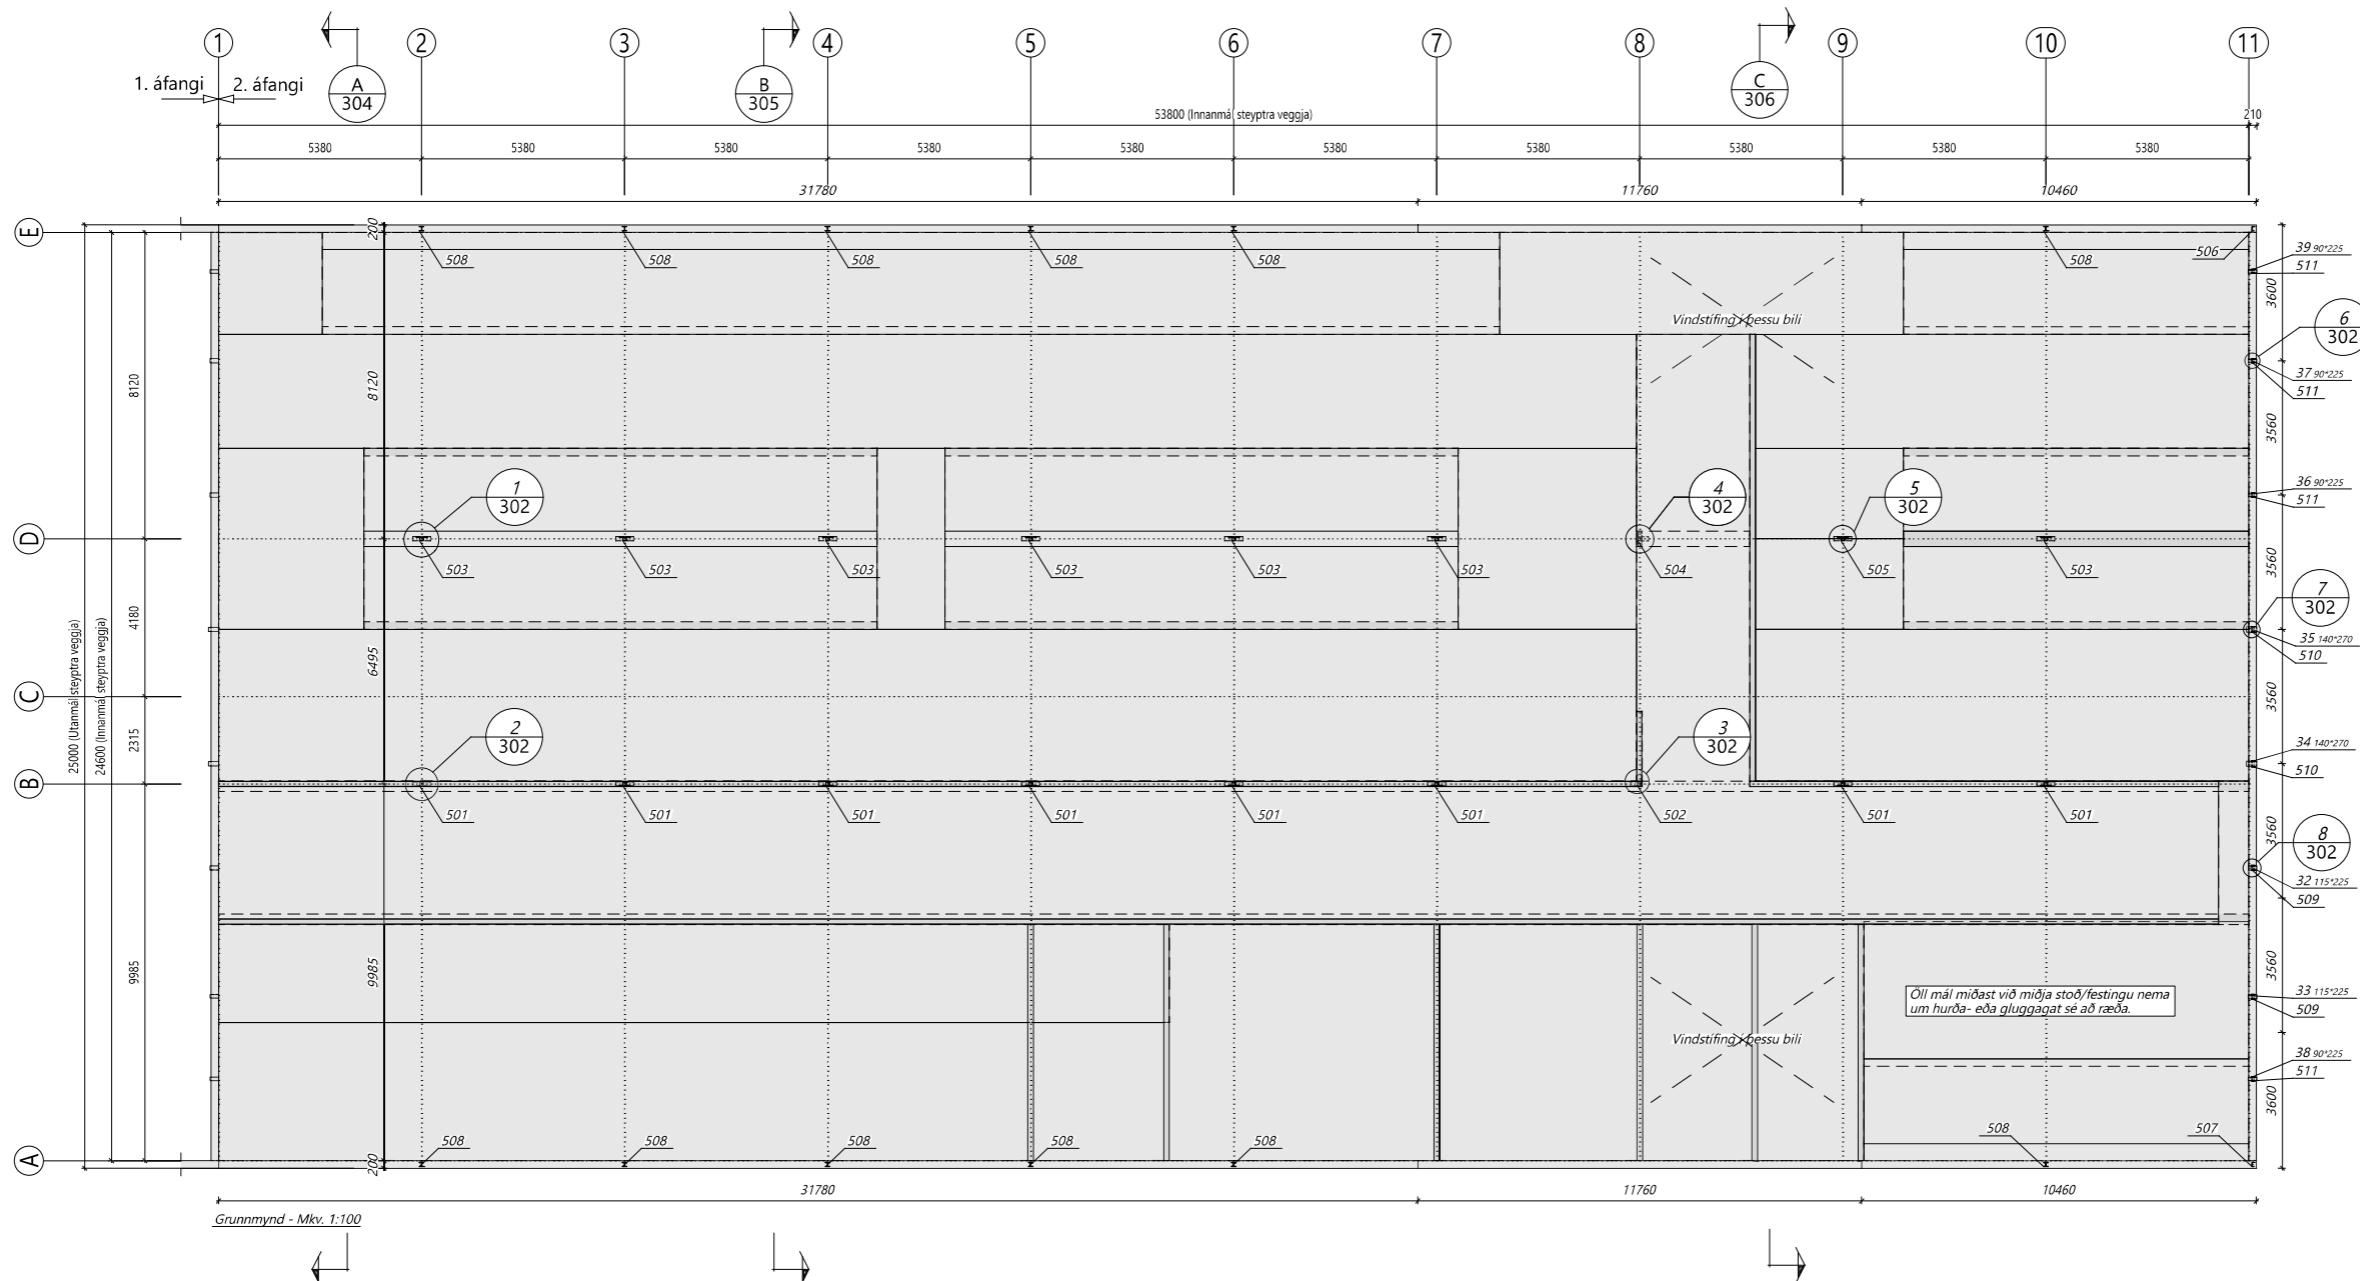 1 2 3 4 5 6 7 8 9 10 11
1. áfangi 2. áfangi
A
304
B
305
C
306
53800 (Innanmál steyptra veggja) 210
5380 5380 5380 5380 5380 5380 5380 5380 5380 5380
31780 11760 10460
E
D
C
B
A
25000 (Utanmál steyptra veggja)
24600 (Innanmál steyptra veggja)
8120
4180
2315
9985
200
8120
6495
9985
200
508 508 508 508 508 508 506
Vindstífing í þessu bili
1
302
4
302
5
302
503 503 503 503 503 503 504 505 503
2
302
3
302
501 501 501 501 501 501 502 501 501
Öll mál miðast við miðja stoð/festingu nema
um hurða- eða gluggagat sé að ræða.
Vindstífing í þessu bili
508 508 508 508 508 508 507
39 90*225
511
3600
6
302
37 90*225
511
3560
36 90*225
511
3560
7
302
35 140*270
510
3560
34 140*270
510
3560
8
302
32 115*225
509
3560
33 115*225
509
38 90*225
511
3600
31780 11760 10460
Grunnmynd - Mkv. 1:100